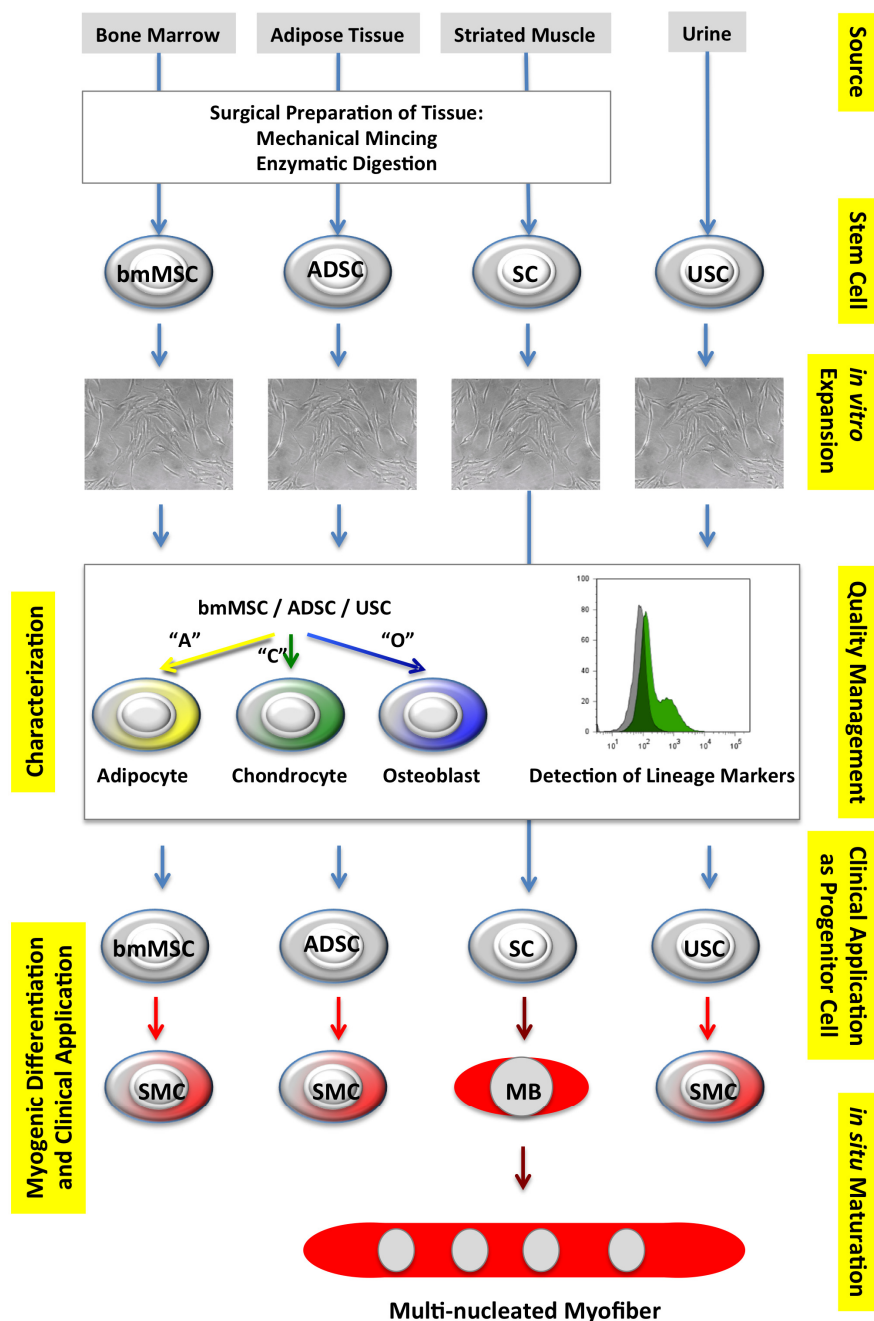 Bone Marrow
Adipose Tissue
Striated Muscle
Urine
Source
Surgical Preparation of Tissue:
Mechanical Mincing
Enzymatic Digestion
bmMSC
ADSC
SC
USC
Stem Cell
in vitro
Expansion
Characterization
bmMSC / ADSC / USC
“A”
“C”
“O”
Adipocyte
Chondrocyte
Osteoblast
100
80
60
40
20
0
10¹
10²
10³
10⁴
10⁵
Detection of Lineage Markers
Quality Management
Myogenic Differentiation
and Clinical Application
bmMSC
ADSC
SC
USC
Clinical Application
as Progenitor Cell
SMC
SMC
MB
SMC
in situ Maturation
Multi-nucleated Myofiber